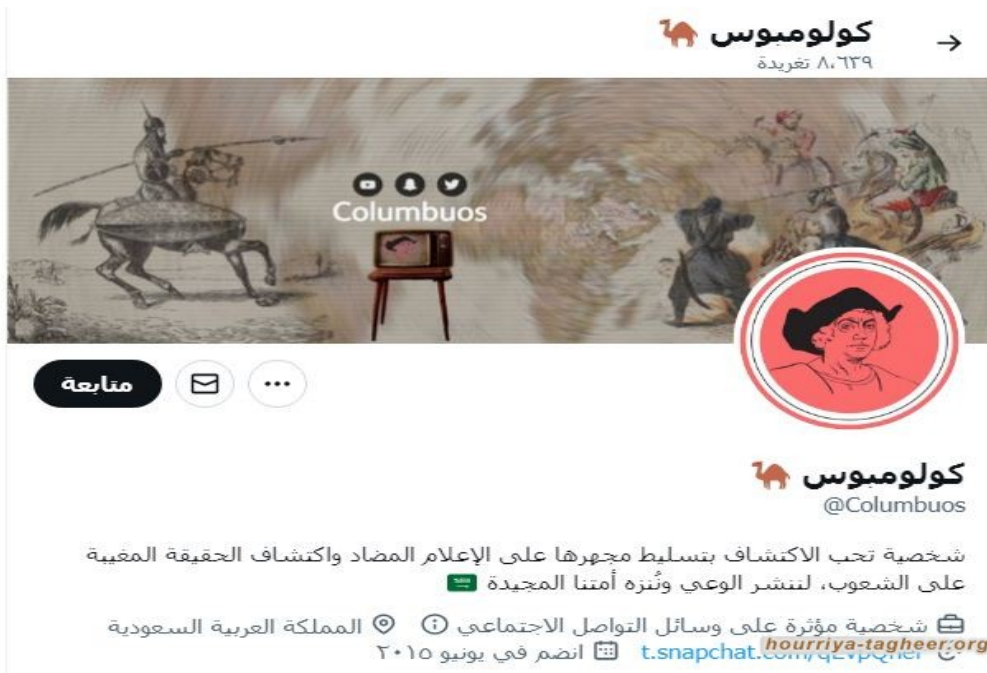 كولومبوس
٨،٦٣٩ تغريدة
Columbuos
متابعة
كولومبوس
@Columbuos
شخصية تحب الاكتشاف بتسليط مجهرها على الإعلام المضاد واكتشاف الحقيقة المغيبة
على الشعوب، لننشر الوعي ونُنزه أمتنا المجيدة
شخصية مؤثرة على وسائل التواصل الاجتماعي المملكة العربية السعودية
t.snapchat. انضم في يونيو ٢٠١٥
hourriya-tagheer.org